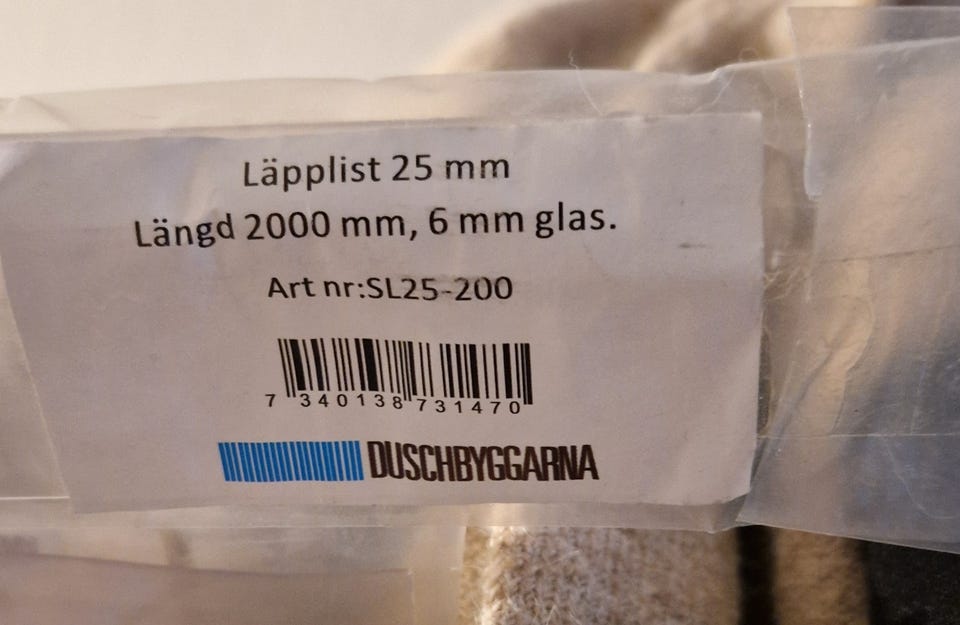 Läpplist 25 mm
Längd 2000 mm, 6 mm glas.
Art nr:SL25-200
7 340138 731470
DUSCHBYGGARNA